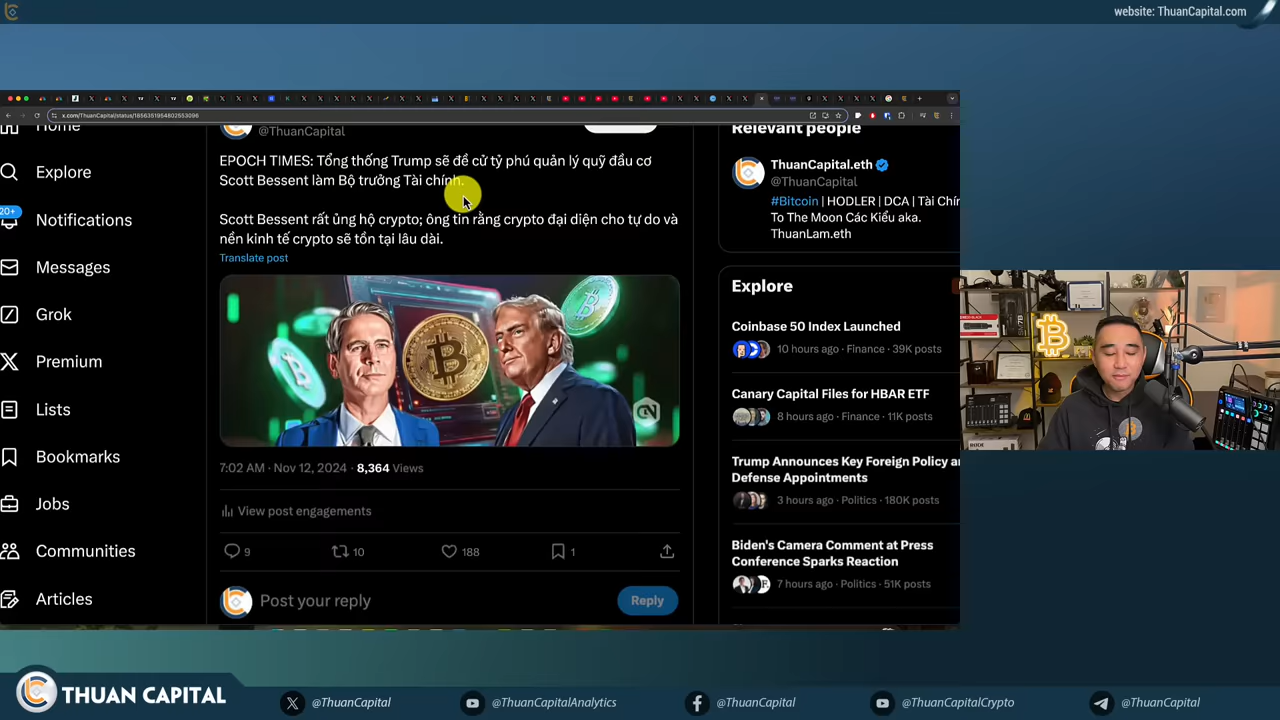 website: ThuanCapital.com
x.com/ThuanCapital/status/1856351954802553096
Home
Explore
20+
Notifications
Messages
Grok
Premium
Lists
Bookmarks
Jobs
Communities
Articles
@ThuanCapital
EPOCH TIMES: Tổng thống Trump sẽ đề cử tỷ phú quản lý quỹ đầu cơ
Scott Bessent làm Bộ trưởng Tài chính.
Scott Bessent rất ủng hộ crypto; ông tin rằng crypto đại diện cho tự do và
nền kinh tế crypto sẽ tồn tại lâu dài.
Translate post
7:02 AM · Nov 12, 2024 · 8,364 Views
View post engagements
9 10 188 1
Post your reply
Reply
Relevant people
ThuanCapital.eth
@ThuanCapital
#Bitcoin | HODLER | DCA | Tài Chín
To The Moon Các Kiểu aka.
ThuanLam.eth
Explore
Coinbase 50 Index Launched
10 hours ago · Finance · 39K posts
Canary Capital Files for HBAR ETF
8 hours ago · Finance · 11K posts
Trump Announces Key Foreign Policy an
Defense Appointments
3 hours ago · Politics · 180K posts
Biden's Camera Comment at Press
Conference Sparks Reaction
7 hours ago · Politics · 51K posts
THUAN CAPITAL
@ThuanCapital
@ThuanCapitalAnalytics
@ThuanCapital
@ThuanCapitalCrypto
@ThuanCapital